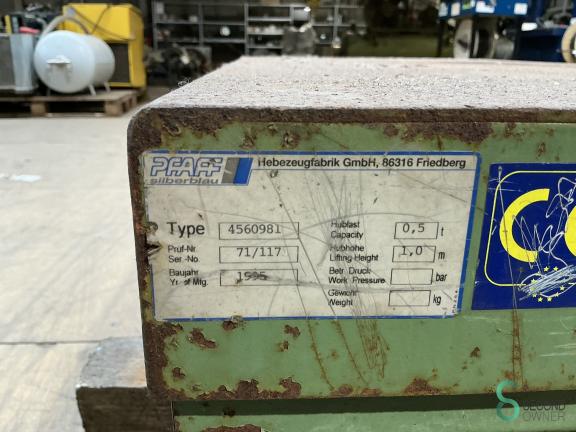 PFAFF
silberblau
Hebezeugfabrik GmbH, 86316 Friedberg
Type 4560981
Prüf-Nr.
Ser.-No. 71/117
Baujahr
Yr. of Mfg. 1995
Hublast
Capacity 0,5 t
Hubhöhe
Lifting-Height 1,0 m
Betr. Druck
Work Pressure bar
Gewicht
Weight kg
SECOND
OWNER